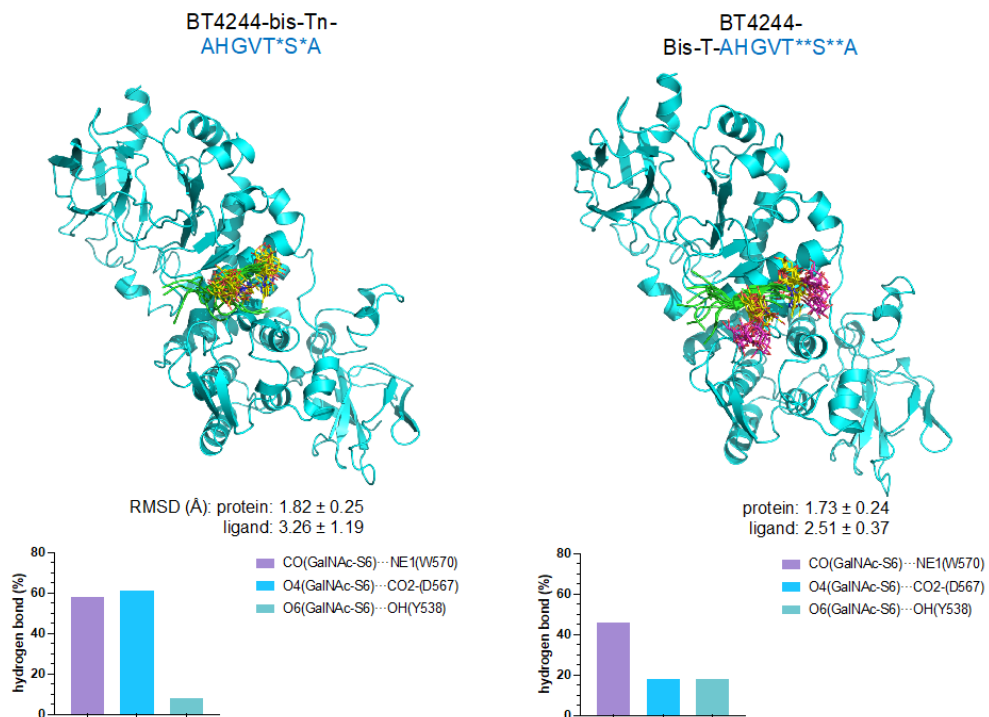 BT4244-bis-Tn-
AHGVT*S*A
RMSD (Å): protein: 1.82 ± 0.25
ligand: 3.26 ± 1.19
hydrogen bond (%)
80
60
40
20
0
CO(GalNAc-S6)···NE1(W570)
O4(GalNAc-S6)···CO2-(D567)
O6(GalNAc-S6)···OH(Y538)
BT4244-
Bis-T-AHGVT**S**A
protein: 1.73 ± 0.24
ligand: 2.51 ± 0.37
hydrogen bond (%)
80
60
40
20
0
CO(GalNAc-S6)···NE1(W570)
O4(GalNAc-S6)···CO2-(D567)
O6(GalNAc-S6)···OH(Y538)